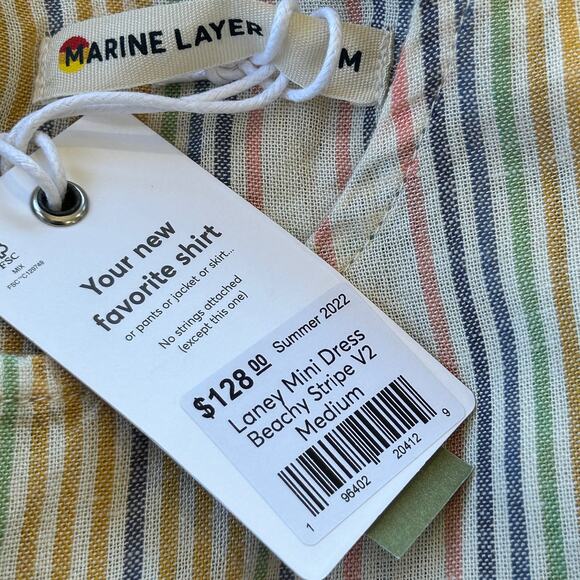 MARINE LAYER
M
FSC
MIX
Your new
favorite shirt
or pants or jacket or skirt...
No strings attached
(except this one)
$128.00 Summer 2022
Laney Mini Dress
Beachy Stripe V2
Medium
1 96402 20412 9